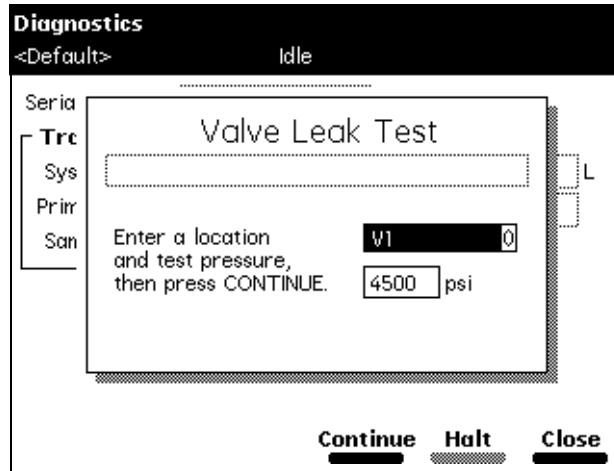 Diagnostics
<Default> Idle
Seria
Trc
Sys L
Prim
San
Valve Leak Test
Enter a location
and test pressure,
then press CONTINUE.
V1 0
4500 psi
Continue Halt Close